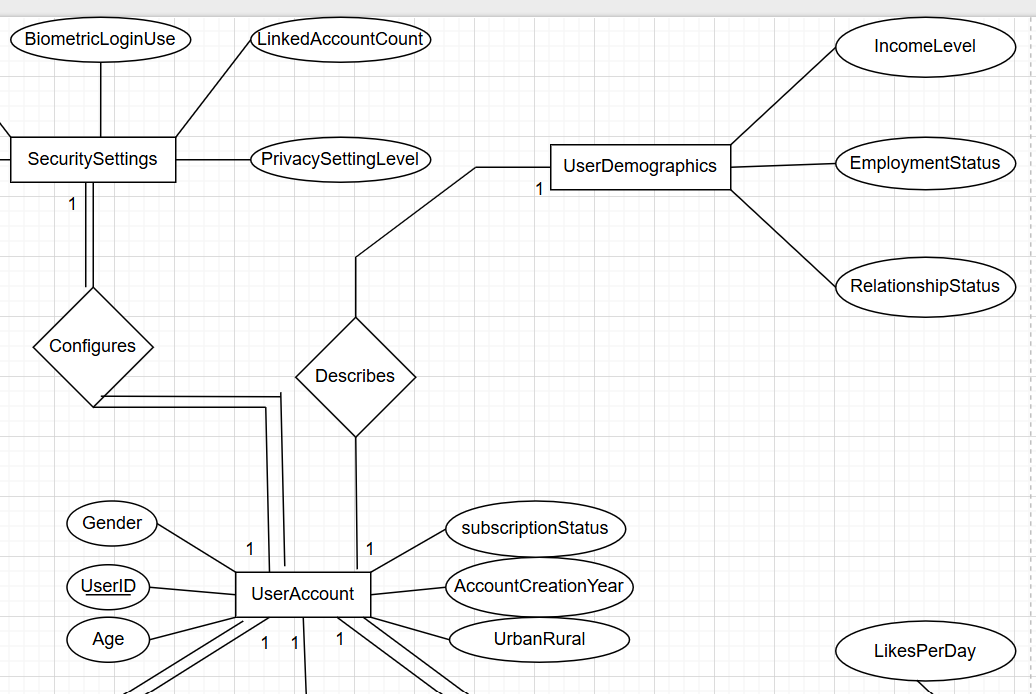 BiometricLoginUse
LinkedAccountCount
IncomeLevel
SecuritySettings
PrivacySettingLevel
UserDemographics
EmploymentStatus
1
1
RelationshipStatus
Configures
Describes
Gender
subscriptionStatus
1
1
UserID
UserAccount
AccountCreationYear
Age
1
1
1
UrbanRural
LikesPerDay